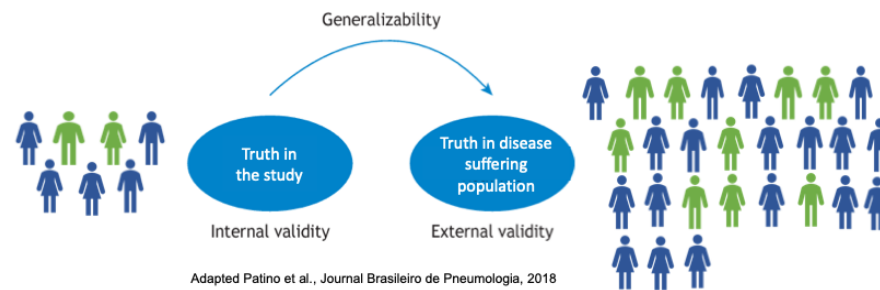 Generalizability
Truth in
the study
Truth in disease
suffering
population
Internal validity
External validity
Adapted Patino et al., Journal Brasileiro de Pneumologia, 2018